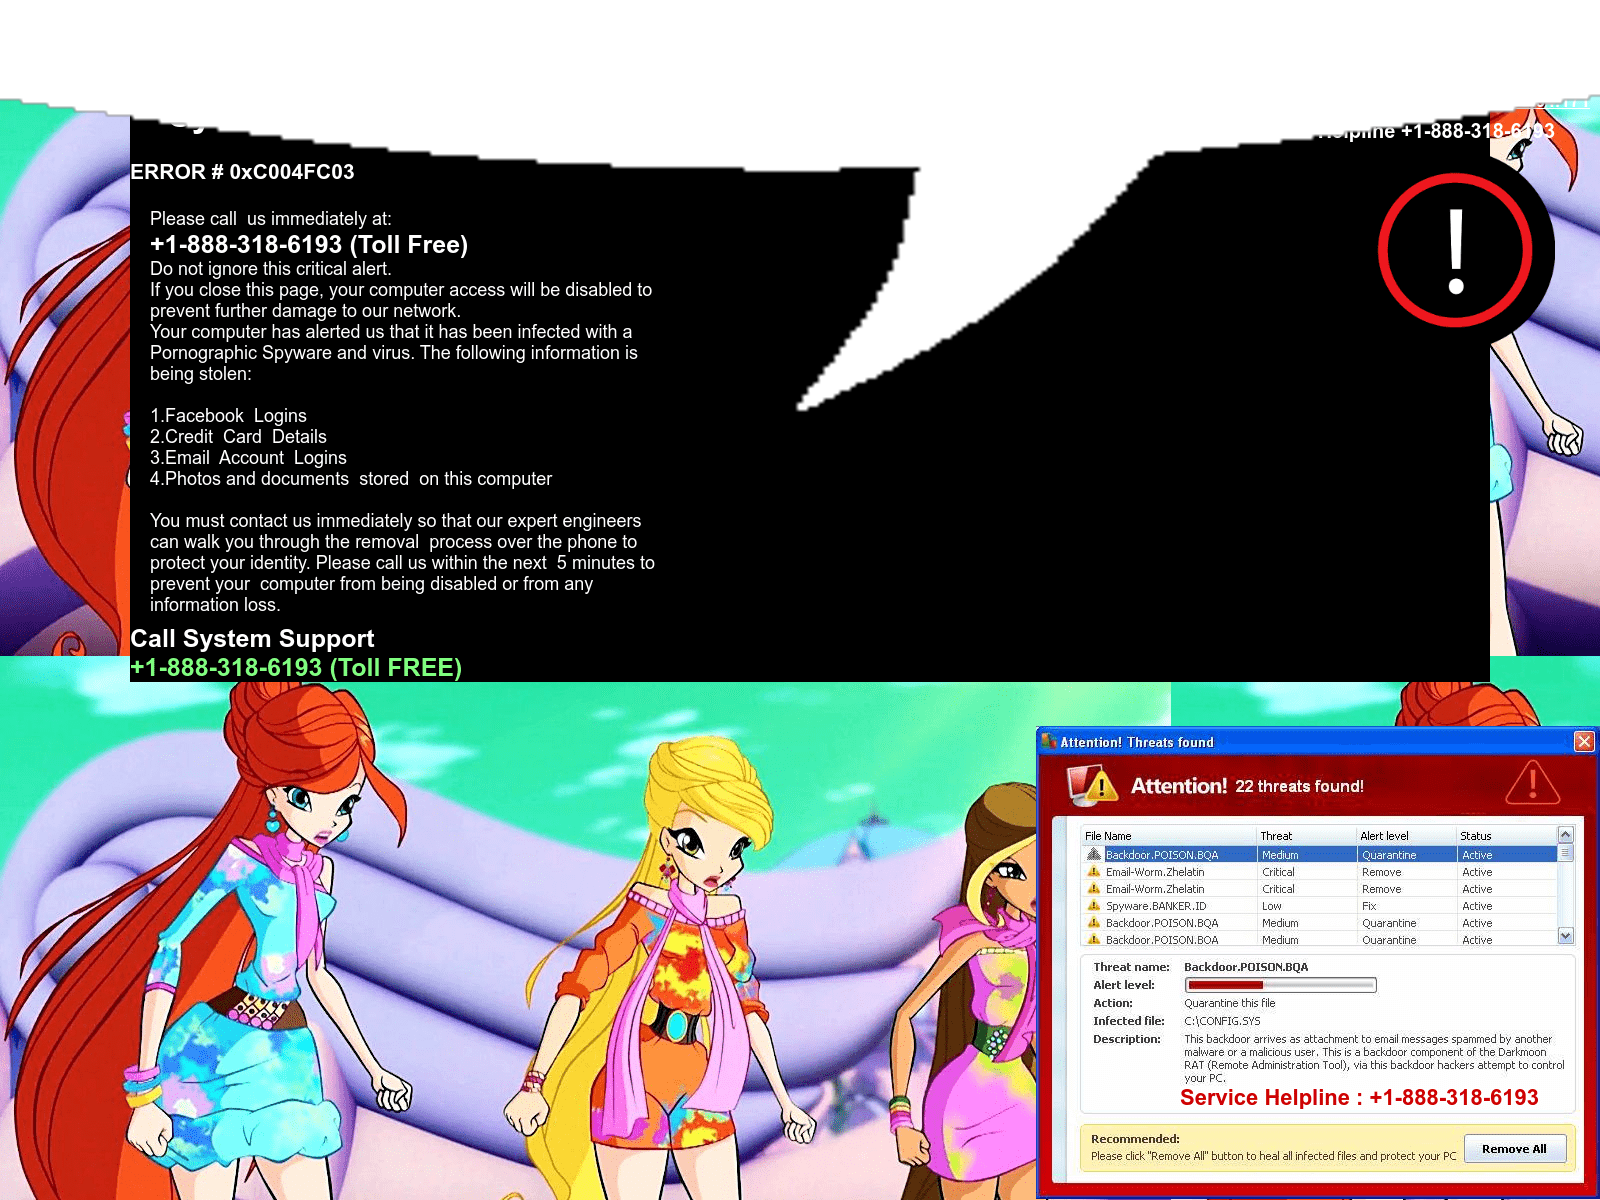 Helpline +1-888-318-6193
ERROR # 0xC004FC03
Please call us immediately at:
+1-888-318-6193 (Toll Free)
Do not ignore this critical alert.
If you close this page, your computer access will be disabled to
prevent further damage to our network.
Your computer has alerted us that it has been infected with a
Pornographic Spyware and virus. The following information is
being stolen:
1.Facebook Logins
2.Credit Card Details
3.Email Account Logins
4.Photos and documents stored on this computer
You must contact us immediately so that our expert engineers
can walk you through the removal process over the phone to
protect your identity. Please call us within the next 5 minutes to
prevent your computer from being disabled or from any
information loss.
Call System Support
+1-888-318-6193 (Toll FREE)
Attention! Threats found
Attention! 22 threats found!
File Name Threat Alert level Status
Backdoor.POISON.BQA Medium Quarantine Active
Email-Worm.Zhelatin Critical Remove Active
Email-Worm.Zhelatin Critical Remove Active
Spyware.BANKER.ID Low Fix Active
Backdoor.POISON.BQA Medium Quarantine Active
Backdoor.POISON.BQA Medium Quarantine Active
Threat name: Backdoor.POISON.BQA
Alert level:
Action: Quarantine this file
Infected file: C:\CONFIG.SYS
Description: This backdoor arrives as attachment to email messages spammed by another
malware or a malicious user. This is a backdoor component of the Darkmoon
RAT (Remote Administration Tool), via this backdoor hackers attempt to control
your PC.
Service Helpline : +1-888-318-6193
Recommended:
Please click "Remove All" button to heal all infected files and protect your PC
Remove All